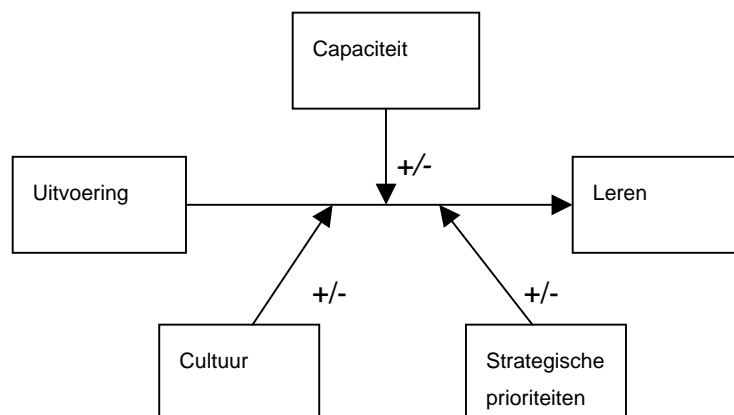 Capaciteit
+/-
Uitvoering
Leren
+/-
+/-
Cultuur
Strategische
prioriteiten